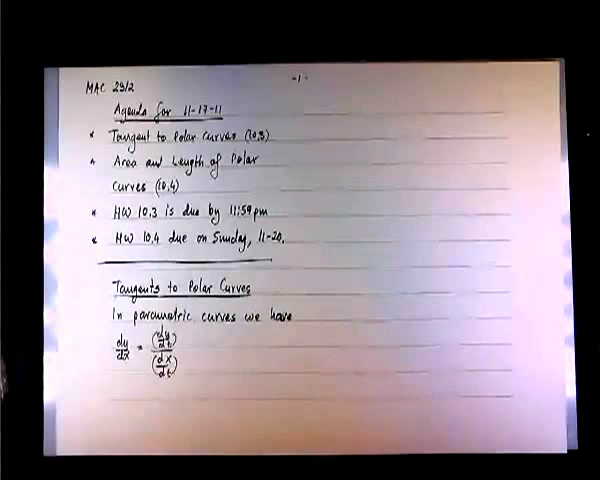 -1-
MAC 2312
Agenda for 11-17-11
* Tangent to Polar Curves (10.3)
* Area and Length of Polar
Curves (10.4)
* HW 10.3 is due by 11:59pm
* HW 10.4 due on Sunday, 11-20.
Tangents to Polar Curves
In parametric curves we have
dy/dx = (dy/dt)/(dx/dt)